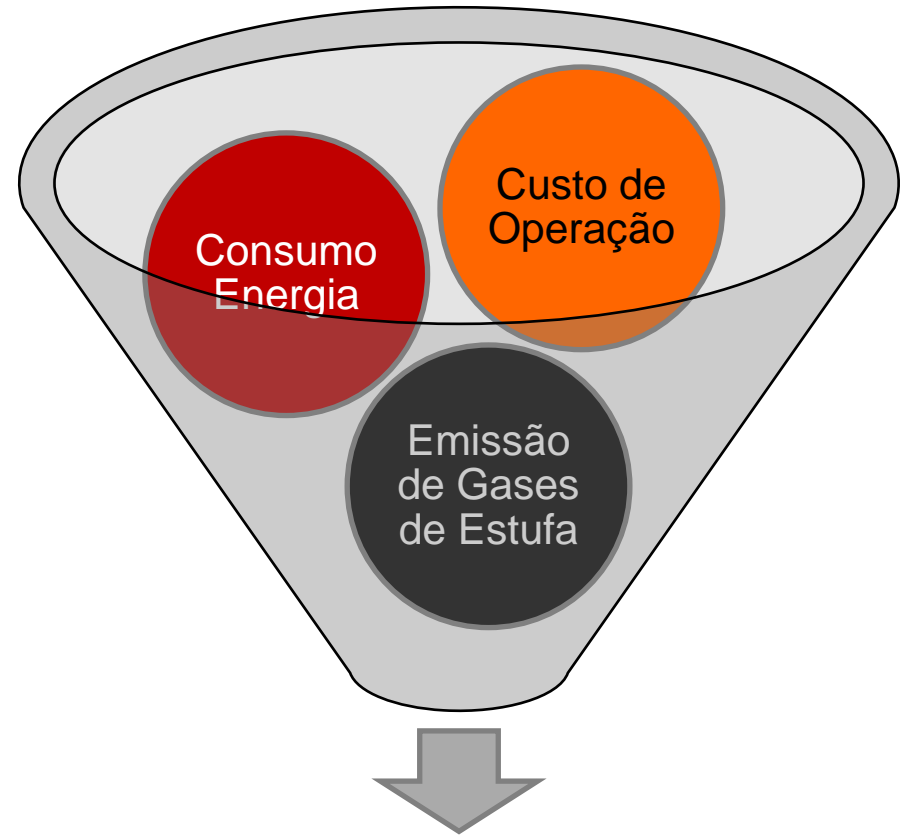 Custo de
Operação
Consumo
Energia
Emissão
de Gases
de Estufa